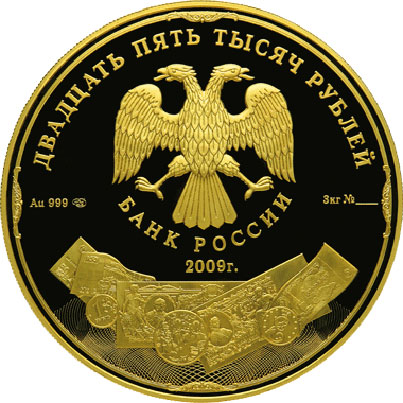 ДВАДЦАТЬ ПЯТЬ ТЫСЯЧ РУБЛЕЙ
Au 999
3кг №
БАНК РОССИИ
2009г.